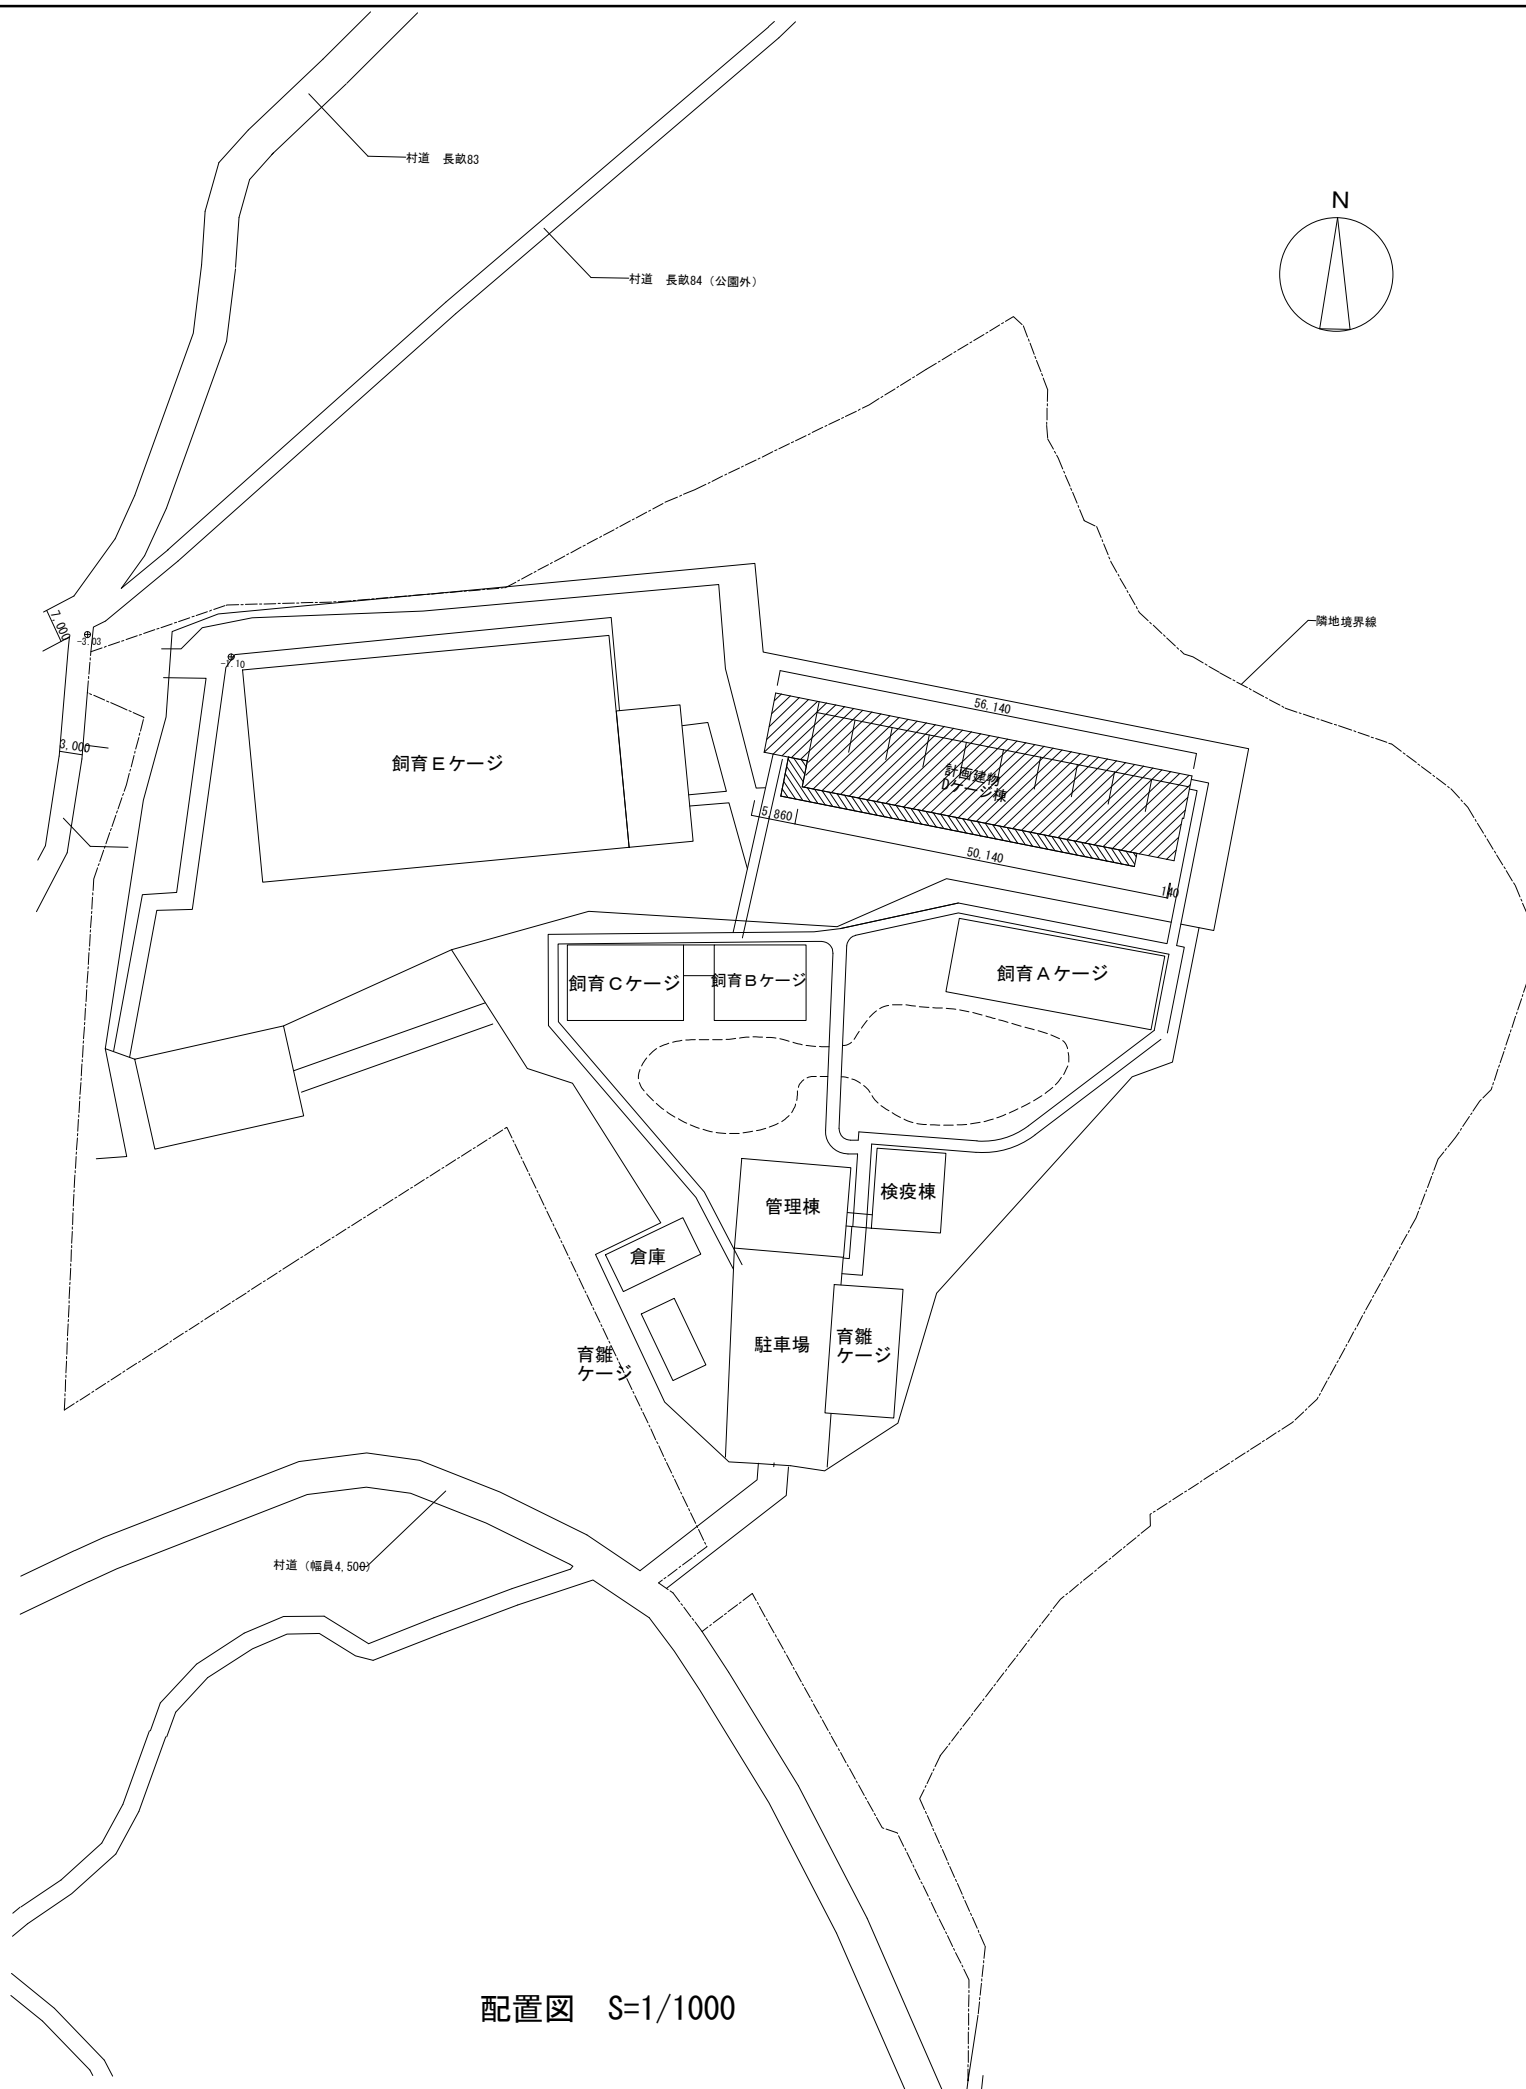 村道　長畝83
村道　長畝84（公園外）
N
隣地境界線
7,000
-3.03
-1.10
3,000
56,140
飼育Ｅケージ
計画建物
Dケージ棟
5,860
50,140
140
飼育Ｃケージ
飼育Ｂケージ
飼育Ａケージ
管理棟
検疫棟
倉庫
駐車場
育雛
ケージ
育雛
ケージ
村道（幅員4,500）
配置図　S=1/1000